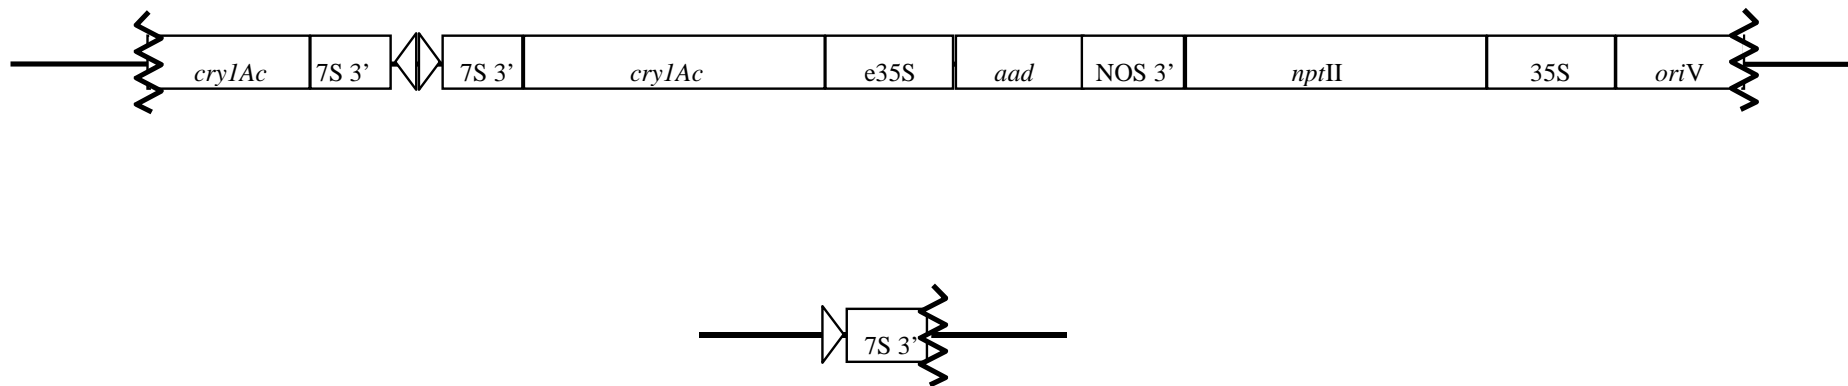 cry1Ac 7S 3’ 7S 3’ cry1Ac e35S aad NOS 3’ nptII 35S oriV
7S 3’